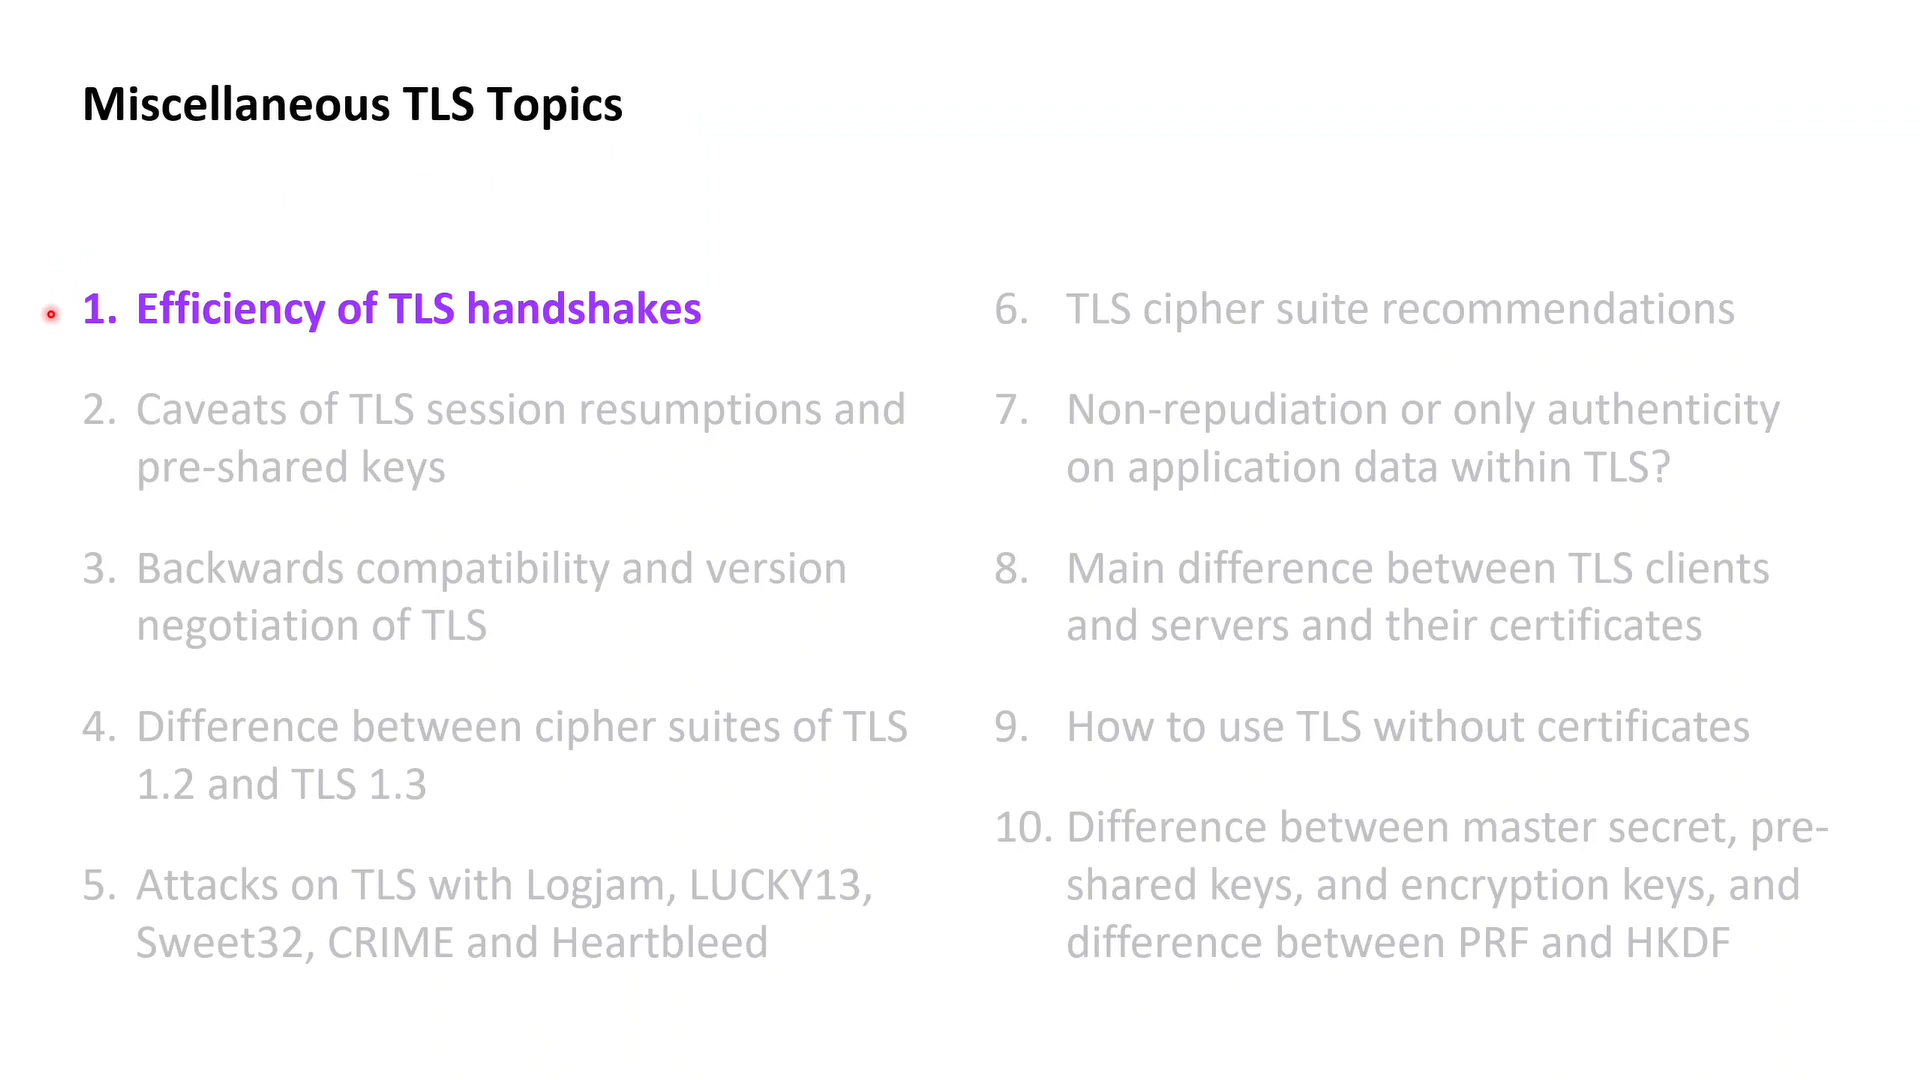 Miscellaneous TLS Topics
1. Efficiency of TLS handshakes
2. Caveats of TLS session resumptions and
pre-shared keys
3. Backwards compatibility and version
negotiation of TLS
4. Difference between cipher suites of TLS
1.2 and TLS 1.3
5. Attacks on TLS with Logjam, LUCKY13,
Sweet32, CRIME and Heartbleed
6. TLS cipher suite recommendations
7. Non-repudiation or only authenticity
on application data within TLS?
8. Main difference between TLS clients
and servers and their certificates
9. How to use TLS without certificates
10. Difference between master secret, pre-
shared keys, and encryption keys, and
difference between PRF and HKDF